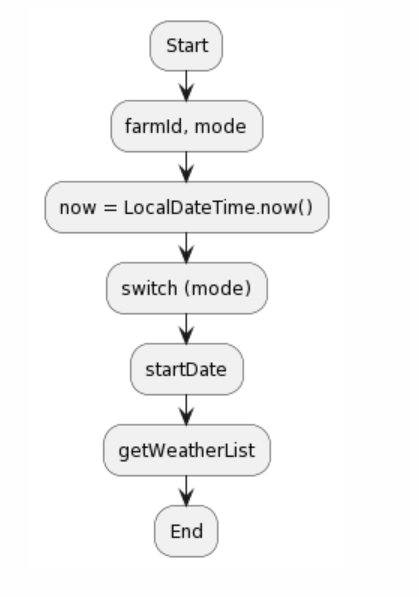 Start
farmId, mode
now = LocalDateTime.now()
switch (mode)
startDate
getWeatherList
End